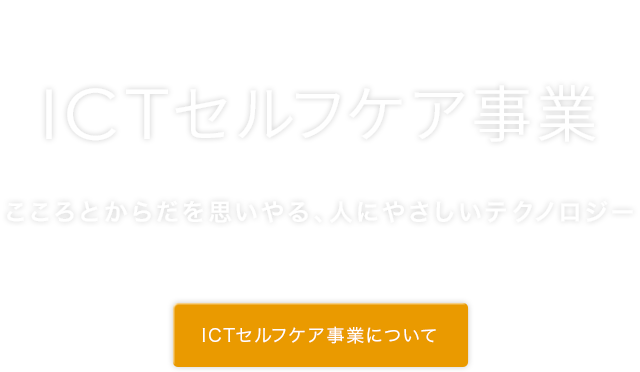 ICTセルフケア事業
こころとからだを思いやる、人にやさしいテクノロジー
ICTセルフケア事業について